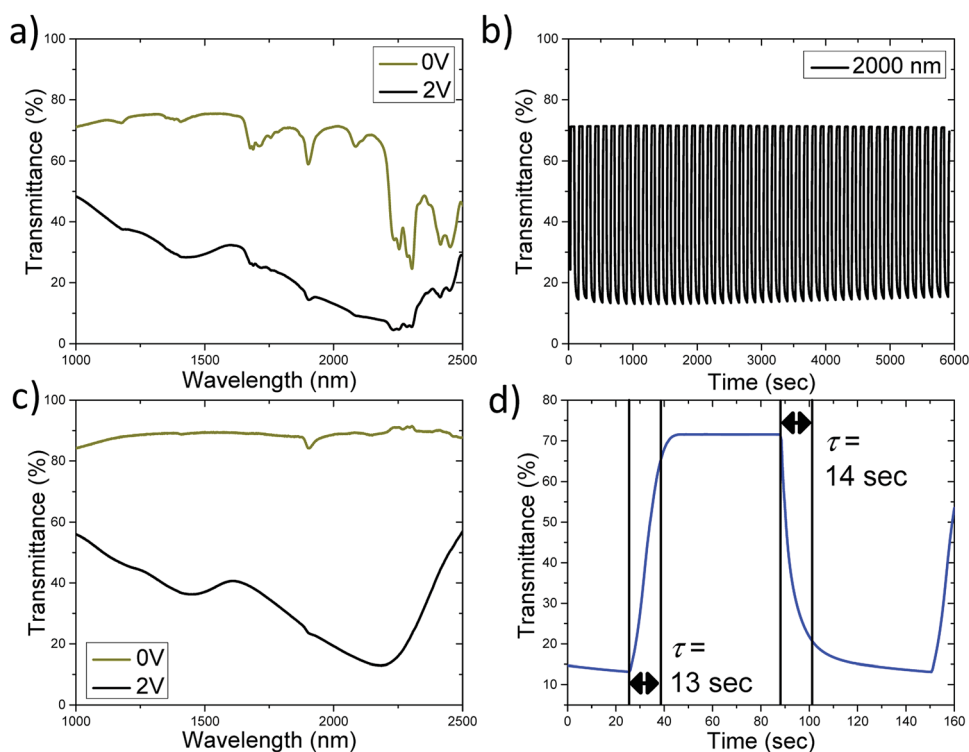 a)
0V
2V
Transmittance (%)
100
80
60
40
20
0
1000
1500
2000
2500
Wavelength (nm)
b)
2000 nm
Transmittance (%)
100
80
60
40
20
0
0
1000
2000
3000
4000
5000
6000
Time (sec)
c)
0V
2V
Transmittance (%)
100
80
60
40
20
0
1000
1500
2000
2500
Wavelength (nm)
d)
Transmittance (%)
80
70
60
50
40
30
20
10
τ =
14 sec
τ =
13 sec
0
20
40
60
80
100
120
140
160
Time (sec)